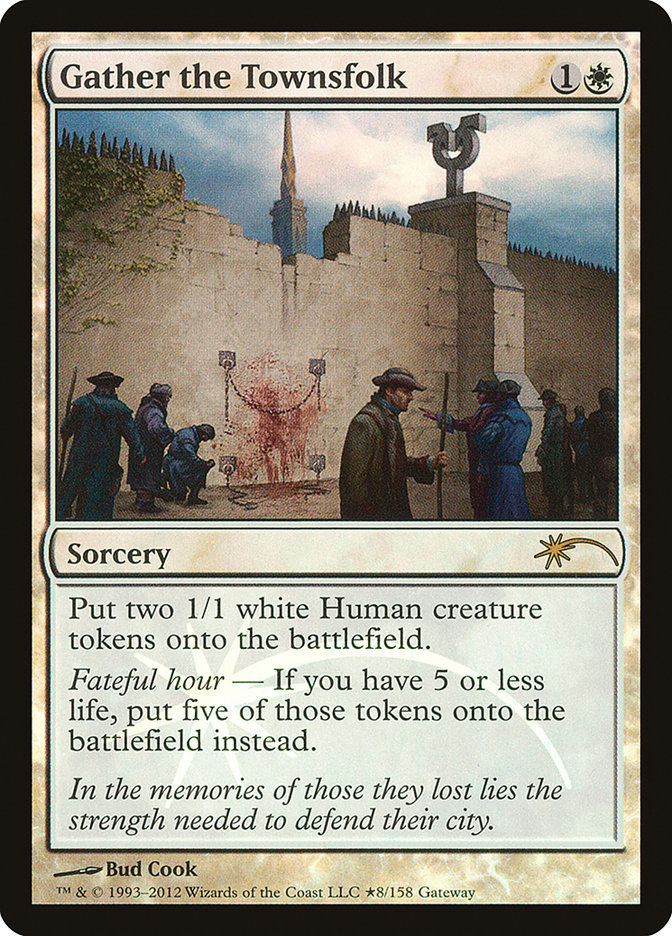 Gather the Townsfolk 1
Sorcery
Put two 1/1 white Human creature
tokens onto the battlefield.
Fateful hour — If you have 5 or less
life, put five of those tokens onto the
battlefield instead.
In the memories of those they lost lies the
strength needed to defend their city.
Bud Cook
™ & © 1993–2012 Wizards of the Coast LLC ★8/158 Gateway